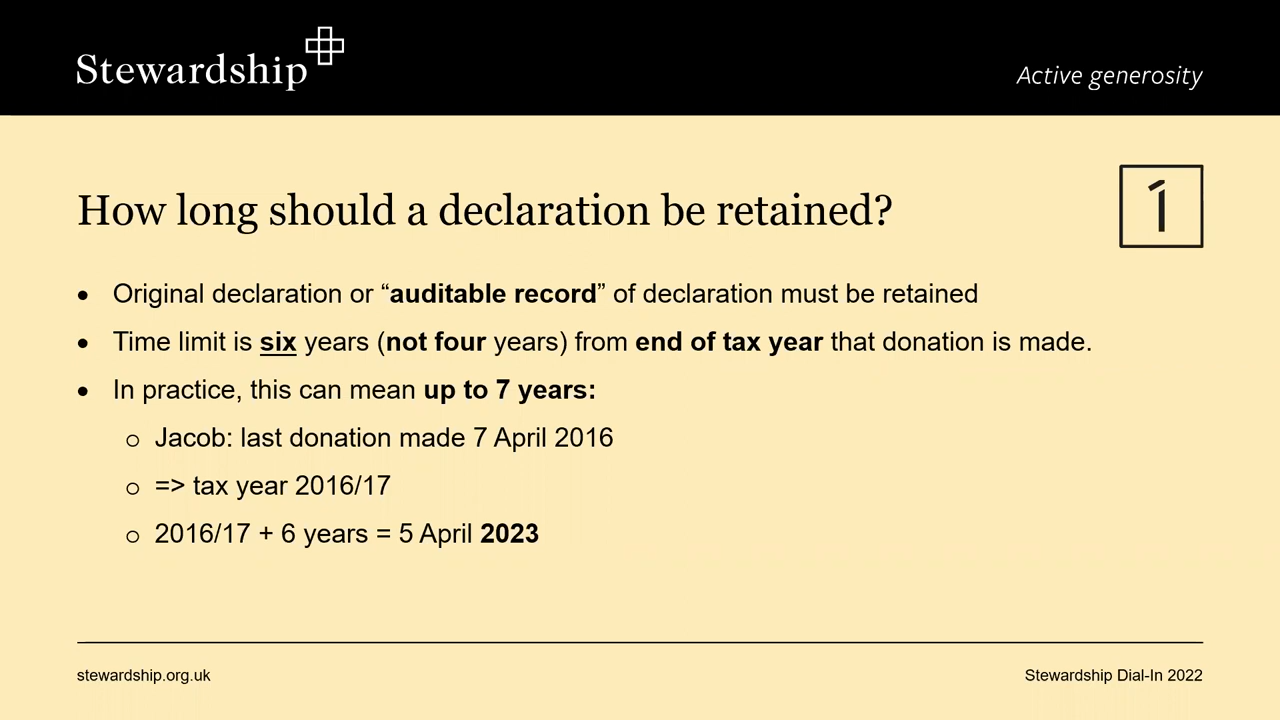 Stewardship
Active generosity
How long should a declaration be retained?
1
• Original declaration or “auditable record” of declaration must be retained
• Time limit is six years (not four years) from end of tax year that donation is made.
• In practice, this can mean up to 7 years:
o Jacob: last donation made 7 April 2016
o => tax year 2016/17
o 2016/17 + 6 years = 5 April 2023
stewardship.org.uk
Stewardship Dial-In 2022